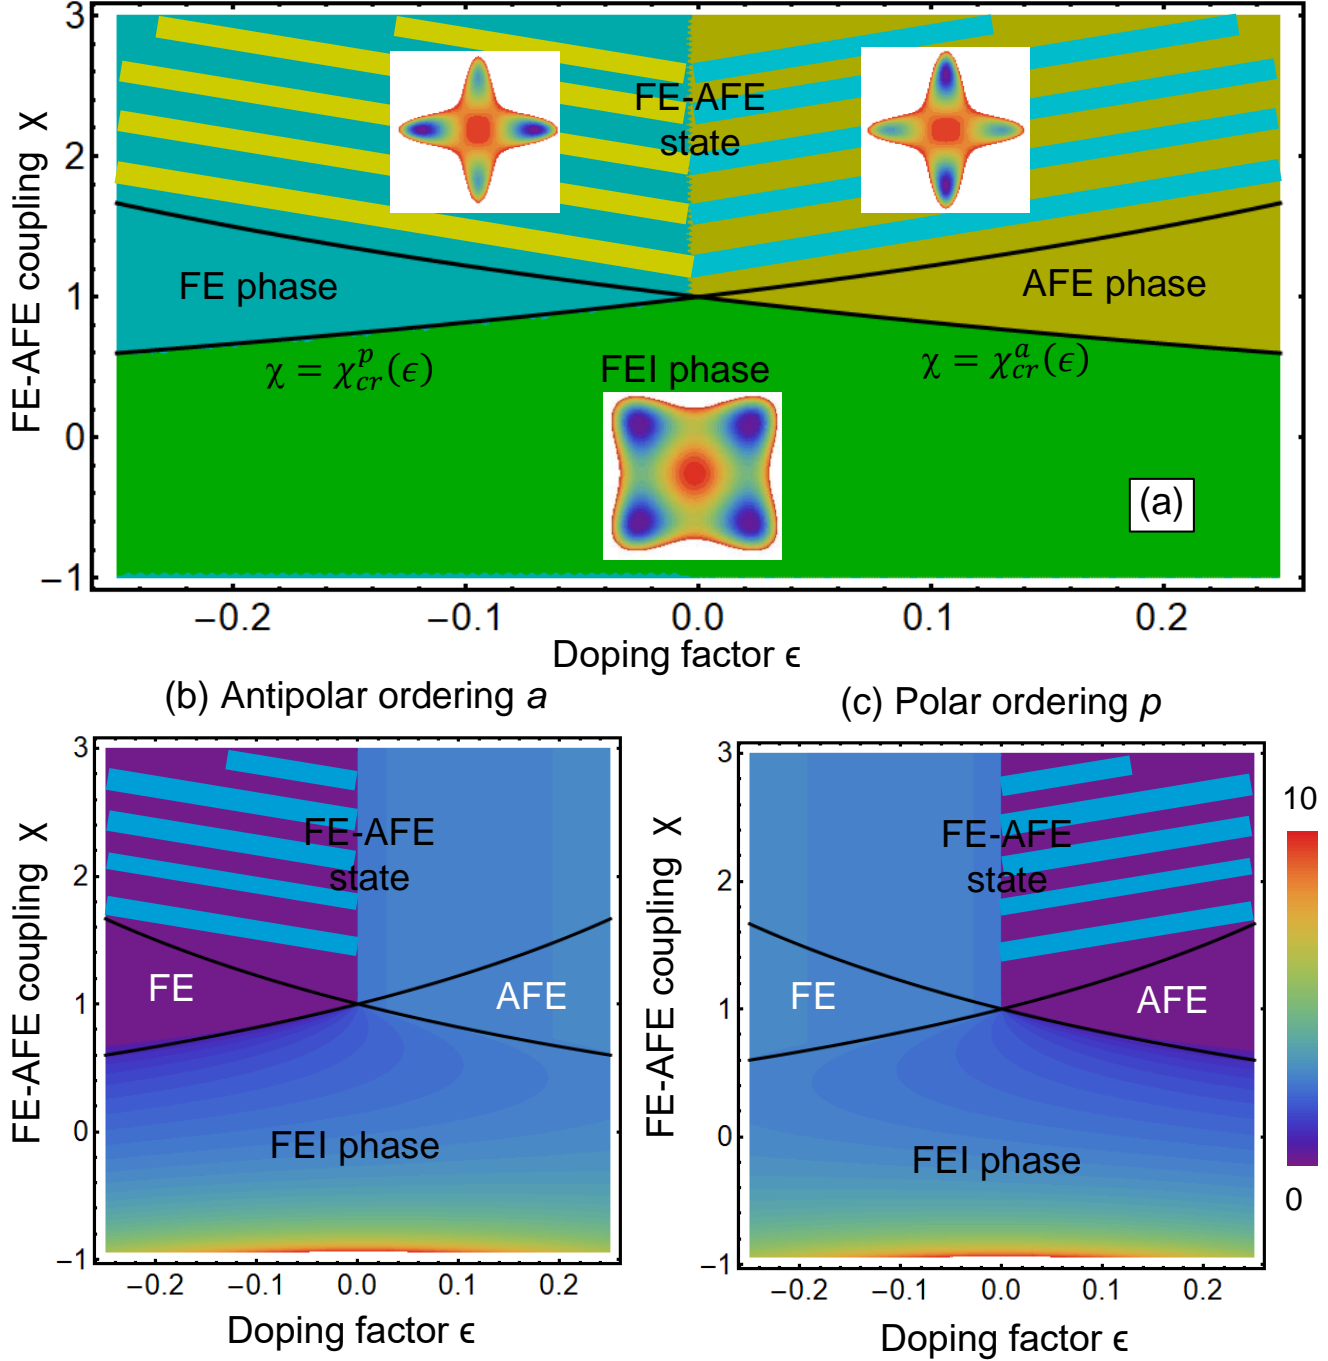 3
2
1
0
−1
FE-AFE coupling χ
FE-AFE
state
FE phase
AFE phase
χ = χ_cr^p(ϵ)
FEI phase
χ = χ_cr^a(ϵ)
(a)
−0.2 −0.1 0.0 0.1 0.2
Doping factor ϵ
(b) Antipolar ordering a
3
2
1
0
−1
FE-AFE coupling χ
FE-AFE
state
FE
AFE
FEI phase
−0.2 −0.1 0.0 0.1 0.2
Doping factor ϵ
(c) Polar ordering p
3
2
1
0
−1
FE-AFE coupling χ
FE-AFE
state
FE
AFE
FEI phase
−0.2 −0.1 0.0 0.1 0.2
Doping factor ϵ
10
0